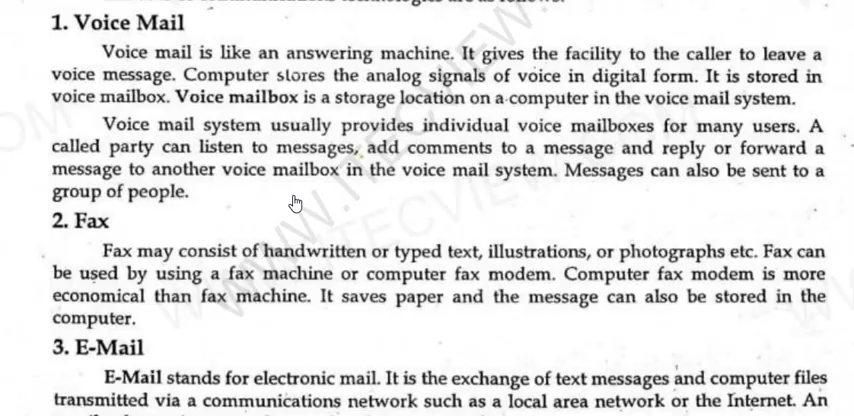 1. Voice Mail
Voice mail is like an answering machine. It gives the facility to the caller to leave a
voice message. Computer stores the analog signals of voice in digital form. It is stored in
voice mailbox. Voice mailbox is a storage location on a computer in the voice mail system.
Voice mail system usually provides individual voice mailboxes for many users. A
called party can listen to messages, add comments to a message and reply or forward a
message to another voice mailbox in the voice mail system. Messages can also be sent to a
group of people.
2. Fax
Fax may consist of handwritten or typed text, illustrations, or photographs etc. Fax can
be used by using a fax machine or computer fax modem. Computer fax modem is more
economical than fax machine. It saves paper and the message can also be stored in the
computer.
3. E-Mail
E-Mail stands for electronic mail. It is the exchange of text messages and computer files
transmitted via a communications network such as a local area network or the Internet. An
WWW.ITECVIEW.COM